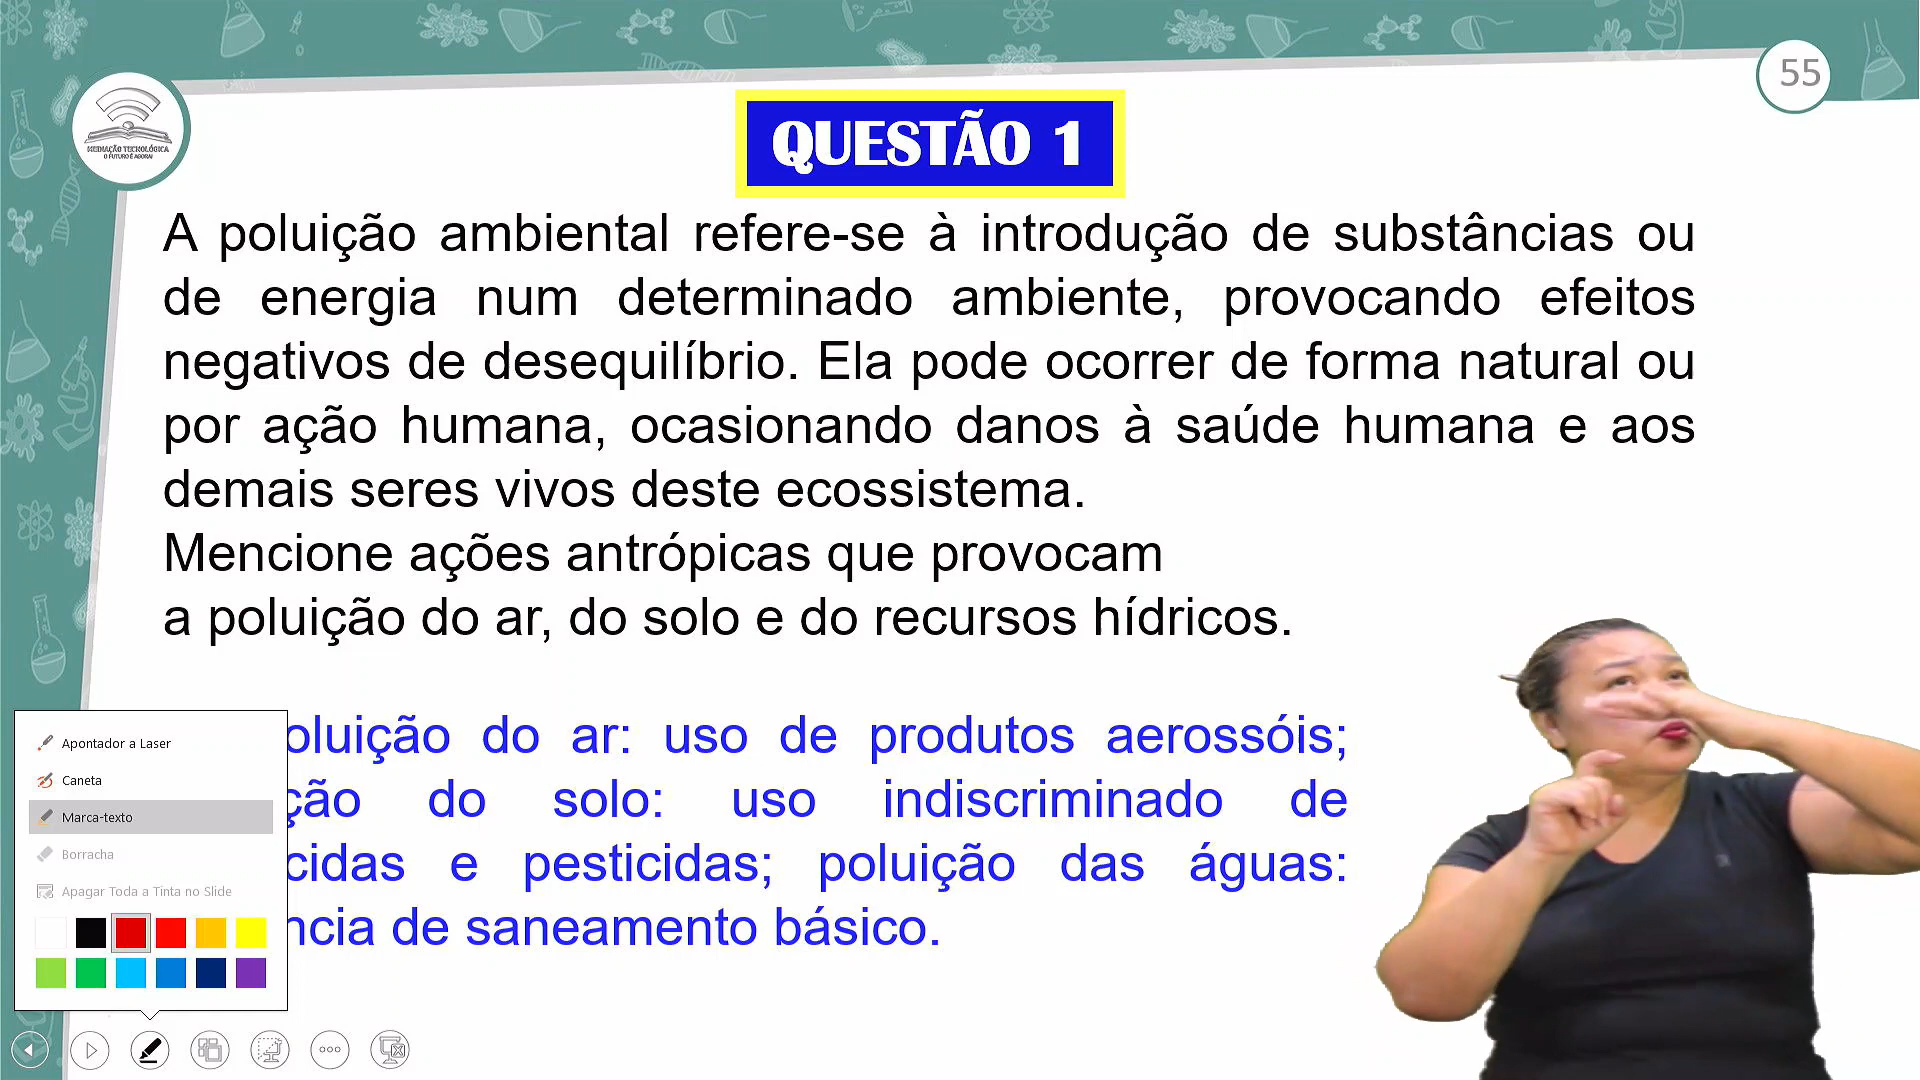 55
MEDIAÇÃO TECNOLÓGICA
O FUTURO É AGORA!
QUESTÃO 1
A poluição ambiental refere-se à introdução de substâncias ou
de energia num determinado ambiente, provocando efeitos
negativos de desequilíbrio. Ela pode ocorrer de forma natural ou
por ação humana, ocasionando danos à saúde humana e aos
demais seres vivos deste ecossistema.
Mencione ações antrópicas que provocam
a poluição do ar, do solo e do recursos hídricos.
oluição do ar: uso de produtos aerossóis;
ção do solo: uso indiscriminado de
cidas e pesticidas; poluição das águas:
ncia de saneamento básico.
Apontador a Laser
Caneta
Marca-texto
Borracha
Apagar Toda a Tinta no Slide